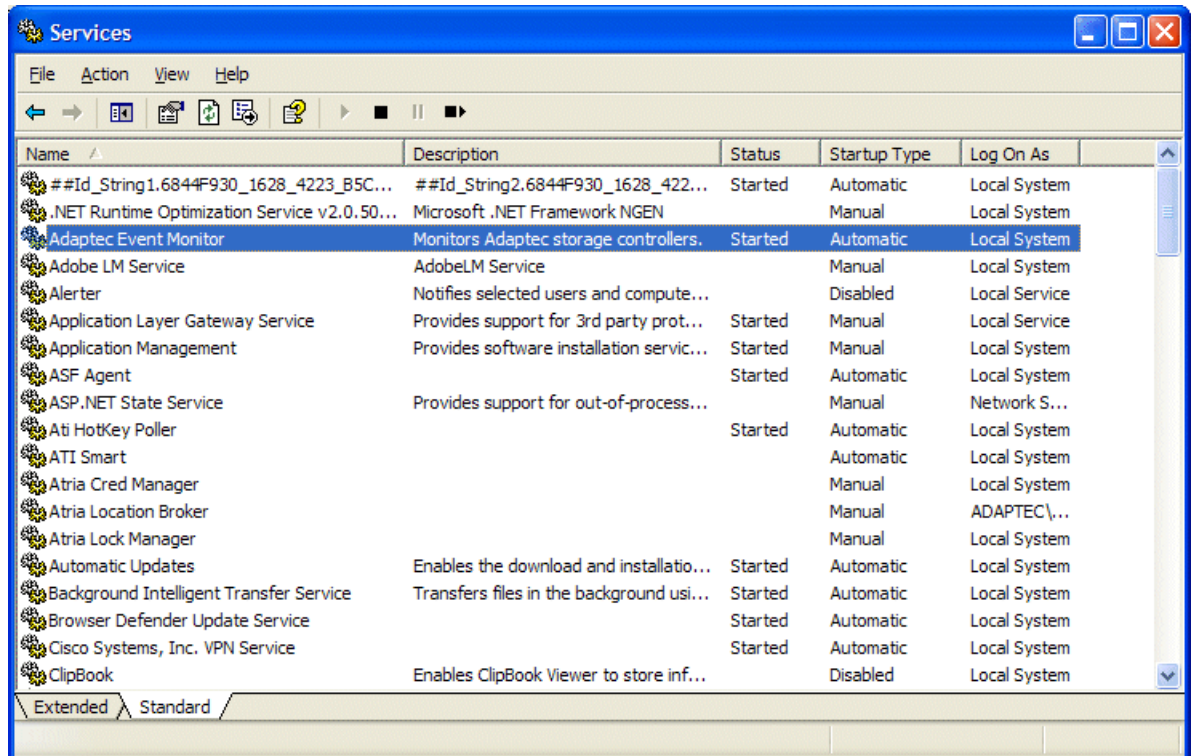 Services
File Action View Help
Name Description Status Startup Type Log On As
##Id_String1.6844F930_1628_4223_B5C... ##Id_String2.6844F930_1628_422... Started Automatic Local System
.NET Runtime Optimization Service v2.0.50... Microsoft .NET Framework NGEN Manual Local System
Adaptec Event Monitor Monitors Adaptec storage controllers. Started Automatic Local System
Adobe LM Service AdobeLM Service Manual Local System
Alerter Notifies selected users and compute... Disabled Local Service
Application Layer Gateway Service Provides support for 3rd party prot... Started Manual Local Service
Application Management Provides software installation servic... Started Manual Local System
ASF Agent Started Automatic Local System
ASP.NET State Service Provides support for out-of-process... Manual Network S...
Ati HotKey Poller Started Automatic Local System
ATI Smart Automatic Local System
Atria Cred Manager Manual Local System
Atria Location Broker Manual ADAPTEC\...
Atria Lock Manager Manual Local System
Automatic Updates Enables the download and installatio... Started Automatic Local System
Background Intelligent Transfer Service Transfers files in the background usi... Started Automatic Local System
Browser Defender Update Service Started Automatic Local System
Cisco Systems, Inc. VPN Service Started Automatic Local System
ClipBook Enables ClipBook Viewer to store inf... Disabled Local System
Extended Standard